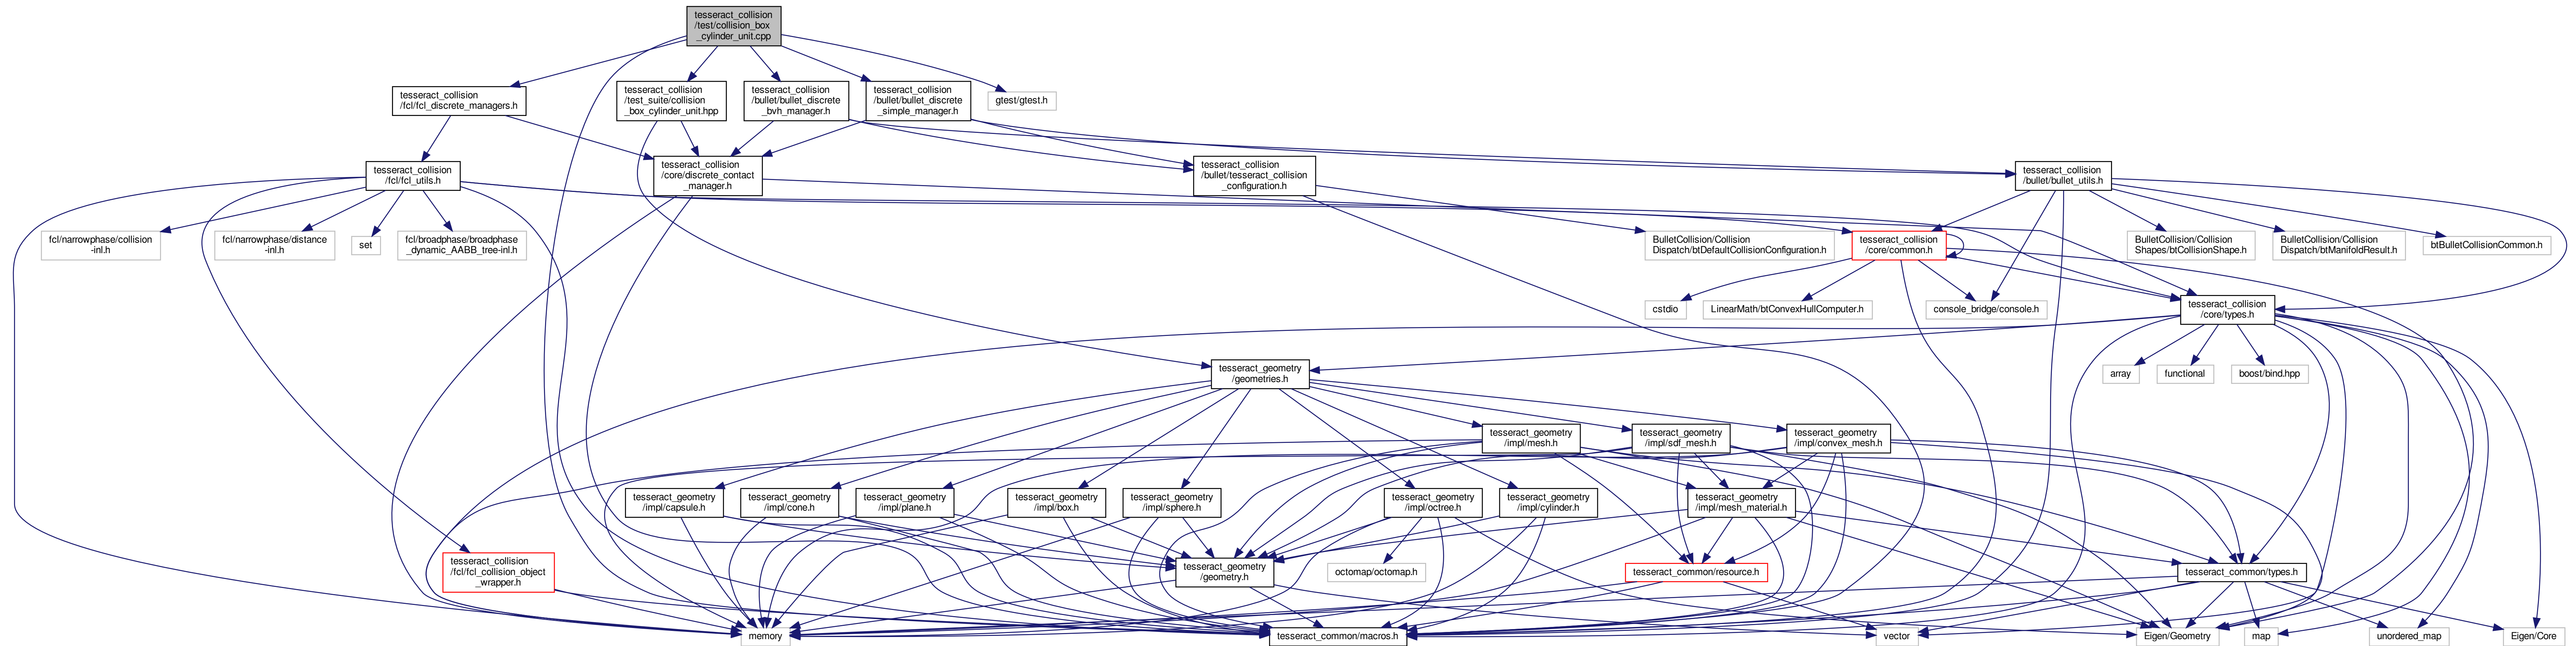 tesseract_collision
/test/collision_box
_cylinder_unit.cpp
tesseract_collision
/fcl/fcl_discrete_managers.h
tesseract_collision
/test_suite/collision
_box_cylinder_unit.hpp
tesseract_collision
/bullet/bullet_discrete
_bvh_manager.h
tesseract_collision
/bullet/bullet_discrete
_simple_manager.h
gtest/gtest.h
tesseract_collision
/fcl/fcl_utils.h
tesseract_collision
/core/discrete_contact
_manager.h
tesseract_collision
/bullet/tesseract_collision
_configuration.h
tesseract_collision
/bullet/bullet_utils.h
fcl/narrowphase/collision
-inl.h
fcl/narrowphase/distance
-inl.h
set
fcl/broadphase/broadphase
_dynamic_AABB_tree-inl.h
BulletCollision/Collision
Dispatch/btDefaultCollisionConfiguration.h
tesseract_collision
/core/common.h
BulletCollision/Collision
Shapes/btCollisionShape.h
BulletCollision/Collision
Dispatch/btManifoldResult.h
btBulletCollisionCommon.h
cstdio
LinearMath/btConvexHullComputer.h
console_bridge/console.h
tesseract_collision
/core/types.h
tesseract_geometry
/geometries.h
array
functional
boost/bind.hpp
tesseract_geometry
/impl/mesh.h
tesseract_geometry
/impl/sdf_mesh.h
tesseract_geometry
/impl/convex_mesh.h
tesseract_geometry
/impl/capsule.h
tesseract_geometry
/impl/cone.h
tesseract_geometry
/impl/plane.h
tesseract_geometry
/impl/box.h
tesseract_geometry
/impl/sphere.h
tesseract_geometry
/impl/octree.h
tesseract_geometry
/impl/cylinder.h
tesseract_geometry
/impl/mesh_material.h
tesseract_collision
/fcl/fcl_collision_object
_wrapper.h
tesseract_geometry
/geometry.h
octomap/octomap.h
tesseract_common/resource.h
tesseract_common/types.h
memory
tesseract_common/macros.h
vector
Eigen/Geometry
map
unordered_map
Eigen/Core